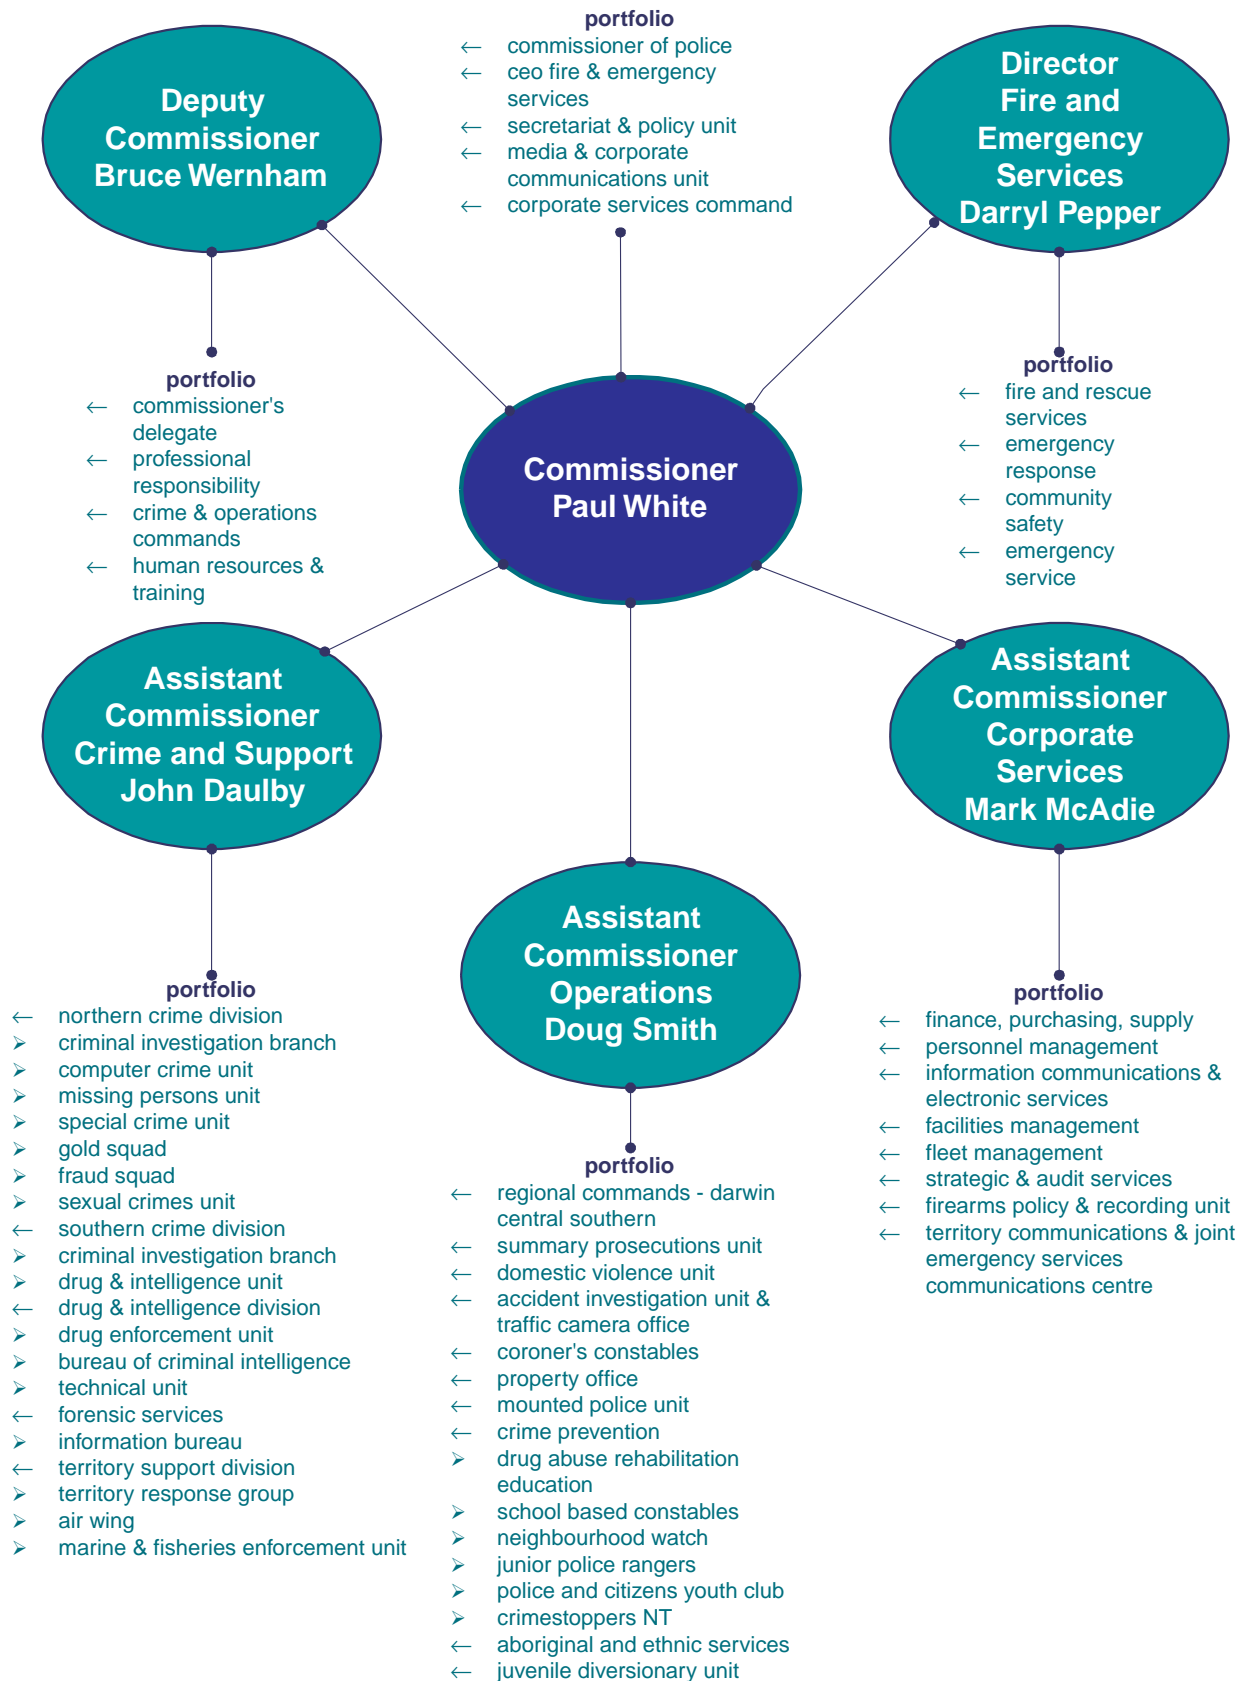 portfolio
← commissioner of police
← ceo fire & emergency
services
← secretariat & policy unit
← media & corporate
communications unit
← corporate services command
Deputy
Commissioner
Bruce Wernham
Director
Fire and
Emergency
Services
Darryl Pepper
portfolio
← commissioner's
delegate
← professional
responsibility
← crime & operations
commands
← human resources &
training
Commissioner
Paul White
portfolio
← fire and rescue
services
← emergency
response
← community
safety
← emergency
service
Assistant
Commissioner
Crime and Support
John Daulby
Assistant
Commissioner
Corporate
Services
Mark McAdie
Assistant
Commissioner
Operations
Doug Smith
portfolio
← northern crime division
➢ criminal investigation branch
➢ computer crime unit
➢ missing persons unit
➢ special crime unit
➢ gold squad
➢ fraud squad
➢ sexual crimes unit
← southern crime division
➢ criminal investigation branch
➢ drug & intelligence unit
← drug & intelligence division
➢ drug enforcement unit
➢ bureau of criminal intelligence
➢ technical unit
← forensic services
➢ information bureau
← territory support division
➢ territory response group
➢ air wing
➢ marine & fisheries enforcement unit
portfolio
← regional commands - darwin
central southern
← summary prosecutions unit
← domestic violence unit
← accident investigation unit &
traffic camera office
← coroner's constables
← property office
← mounted police unit
← crime prevention
➢ drug abuse rehabilitation
education
➢ school based constables
➢ neighbourhood watch
➢ junior police rangers
➢ police and citizens youth club
➢ crimestoppers NT
← aboriginal and ethnic services
← juvenile diversionary unit
portfolio
← finance, purchasing, supply
← personnel management
← information communications &
electronic services
← facilities management
← fleet management
← strategic & audit services
← firearms policy & recording unit
← territory communications & joint
emergency services
communications centre